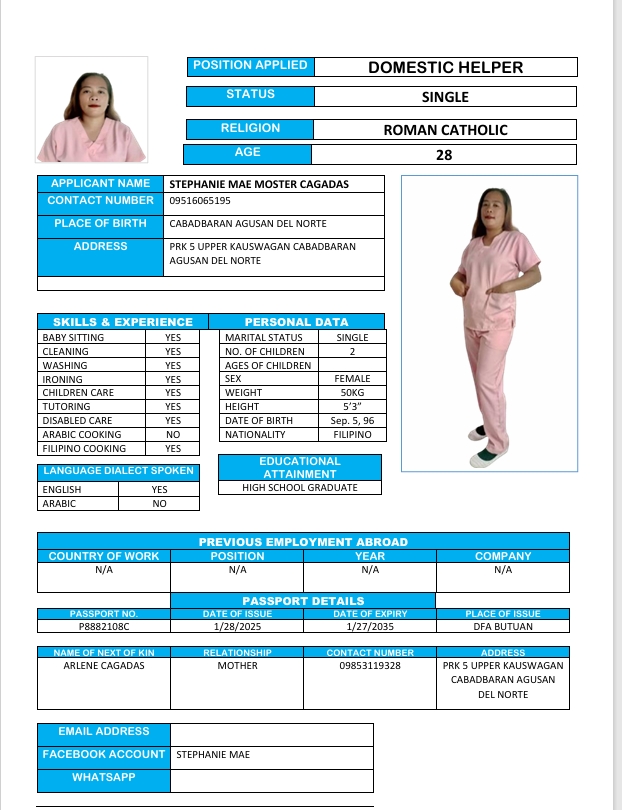 POSITION APPLIED DOMESTIC HELPER
STATUS SINGLE
RELIGION ROMAN CATHOLIC
AGE 28
APPLICANT NAME STEPHANIE MAE MOSTER CAGADAS
CONTACT NUMBER 09516065195
PLACE OF BIRTH CABADBARAN AGUSAN DEL NORTE
ADDRESS PRK 5 UPPER KAUSWAGAN CABADBARAN
AGUSAN DEL NORTE
SKILLS & EXPERIENCE PERSONAL DATA
BABY SITTING YES MARITAL STATUS SINGLE
CLEANING YES NO. OF CHILDREN 2
WASHING YES AGES OF CHILDREN
IRONING YES SEX FEMALE
CHILDREN CARE YES WEIGHT 50KG
TUTORING YES HEIGHT 5’3”
DISABLED CARE YES DATE OF BIRTH Sep. 5, 96
ARABIC COOKING NO NATIONALITY FILIPINO
FILIPINO COOKING YES
LANGUAGE DIALECT SPOKEN
ENGLISH YES
ARABIC NO
EDUCATIONAL
ATTAINMENT
HIGH SCHOOL GRADUATE
PREVIOUS EMPLOYMENT ABROAD
COUNTRY OF WORK POSITION YEAR COMPANY
N/A N/A N/A N/A
PASSPORT DETAILS
PASSPORT NO. DATE OF ISSUE DATE OF EXPIRY PLACE OF ISSUE
P8882108C 1/28/2025 1/27/2035 DFA BUTUAN
NAME OF NEXT OF KIN RELATIONSHIP CONTACT NUMBER ADDRESS
ARLENE CAGADAS MOTHER 09853119328 PRK 5 UPPER KAUSWAGAN
CABADBARAN AGUSAN
DEL NORTE
EMAIL ADDRESS
FACEBOOK ACCOUNT STEPHANIE MAE
WHATSAPP